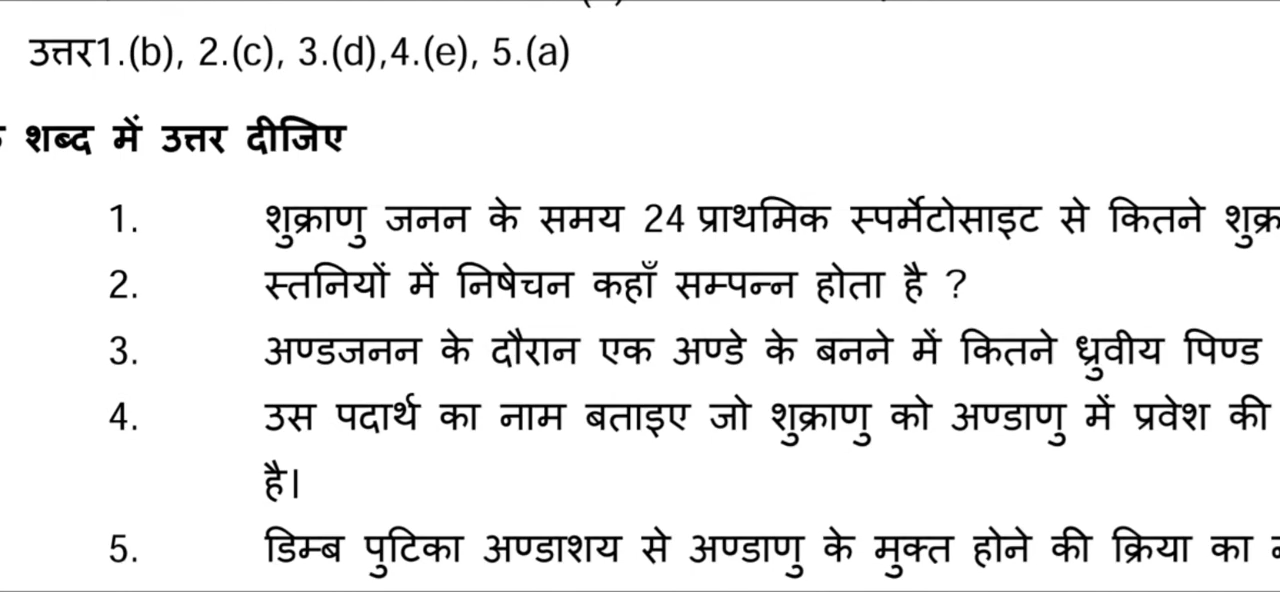 उत्तर1.(b), 2.(c), 3.(d),4.(e), 5.(a)
शब्द में उत्तर दीजिए
1. शुक्राणु जनन के समय 24 प्राथमिक स्पर्मेटोसाइट से कितने
2. स्तनियों में निषेचन कहाँ सम्पन्न होता है ?
3. अण्डजनन के दौरान एक अण्डे के बनने में कितने ध्रुवीय पिण्ड
4. उस पदार्थ का नाम बताइए जो शुक्राणु को अण्डाणु में प्रवेश की
है।
5. डिम्ब पुटिका अण्डाशय से अण्डाणु के मुक्त होने की क्रिया का